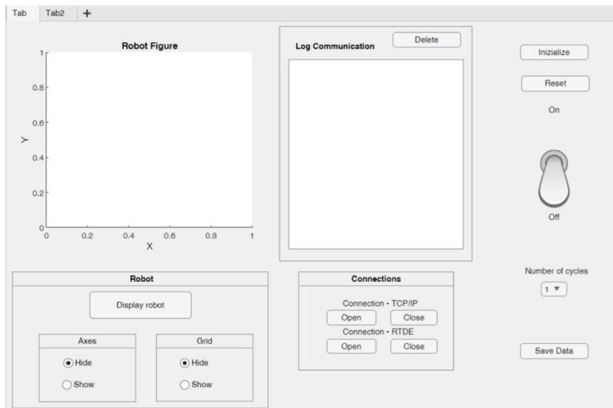 Tab Tab2 +
Robot Figure
1
0.8
0.6
0.4
0.2
0
Y
0 0.2 0.4 0.6 0.8 1
X
Log Communication Delete
Inizialize
Reset
On
Off
Number of cycles
1
Save Data
Robot
Display robot
Axes
Hide
Show
Grid
Hide
Show
Connections
Connection - TCP/IP
Open Close
Connection - RTDE
Open Close